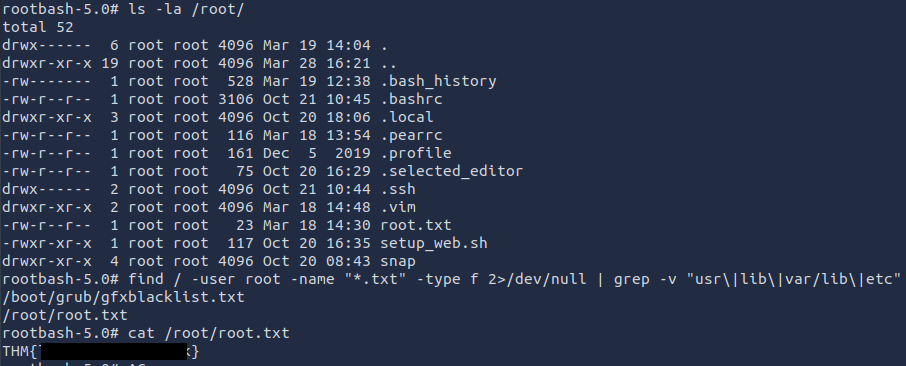 rootbash-5.0# ls -la /root/
total 52
drwx------  6 root root 4096 Mar 19 14:04 .
drwxr-xr-x 19 root root 4096 Mar 28 16:21 ..
-rw-------  1 root root  528 Mar 19 12:38 .bash_history
-rw-r--r--  1 root root 3106 Oct 21 10:45 .bashrc
drwxr-xr-x  3 root root 4096 Oct 20 18:06 .local
-rw-r--r--  1 root root  116 Mar 18 13:54 .pearrc
-rw-r--r--  1 root root  161 Dec  5  2019 .profile
-rw-r--r--  1 root root   75 Oct 20 16:29 .selected_editor
drwx------  2 root root 4096 Oct 21 10:44 .ssh
drwxr-xr-x  2 root root 4096 Mar 18 14:48 .vim
-rw-r--r--  1 root root   23 Mar 18 14:30 root.txt
-rwxr-xr-x  1 root root  117 Oct 20 16:35 setup_web.sh
drwxr-xr-x  4 root root 4096 Oct 20 08:43 snap
rootbash-5.0# find / -user root -name "*.txt" -type f 2>/dev/null | grep -v "usr\|lib\|var/lib\|etc"
/boot/grub/gfxblacklist.txt
/root/root.txt
rootbash-5.0# cat /root/root.txt
THM{ k}